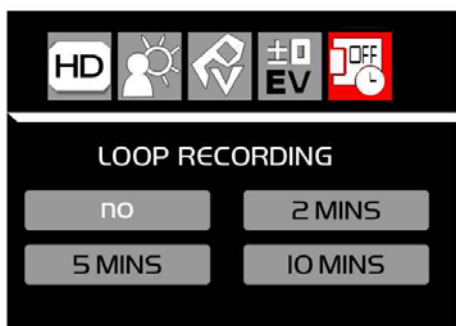 HD ±0 EV OFF
LOOP RECORDING
no 2 MINS
5 MINS 10 MINS